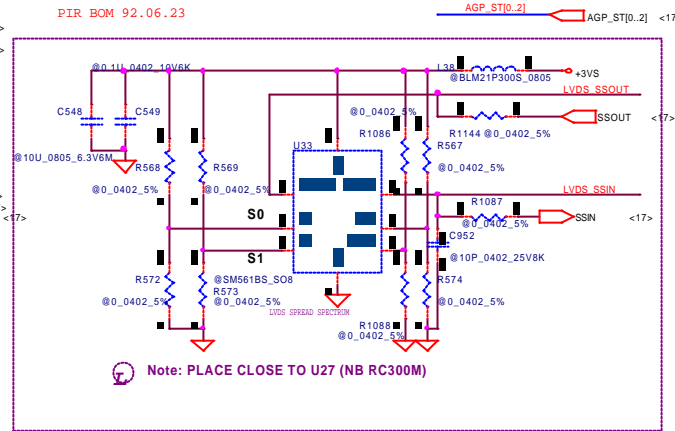 PIR BOM 92.06.23
AGP_ST[0..2]
AGP_ST[0..2] <17
@0.1U_0402_10V6K
L38
@BLM21P300S_0805
+3VS
LVDS_SSOUT
C548
C549
@0_0402_5%
R1086
R567
R1144 @0_0402_5%
SSOUT
<17>
U33
@10U_0805_6.3V6M
R568
R569
@0_0402_5%
@0_0402_5%
@0_0402_5%
LVDS_SSIN
R1087
@0_0402_5%
SSIN
<17>
<17>
S0
S1
C952
@10P_0402_25V8K
R572
@0_0402_5%
@SM561BS_SO8
R573
@0_0402_5%
R574
@0_0402_5%
LVDS SPREAD SPECTRUM
R1088
@0_0402_5%
Note: PLACE CLOSE TO U27 (NB RC300M)